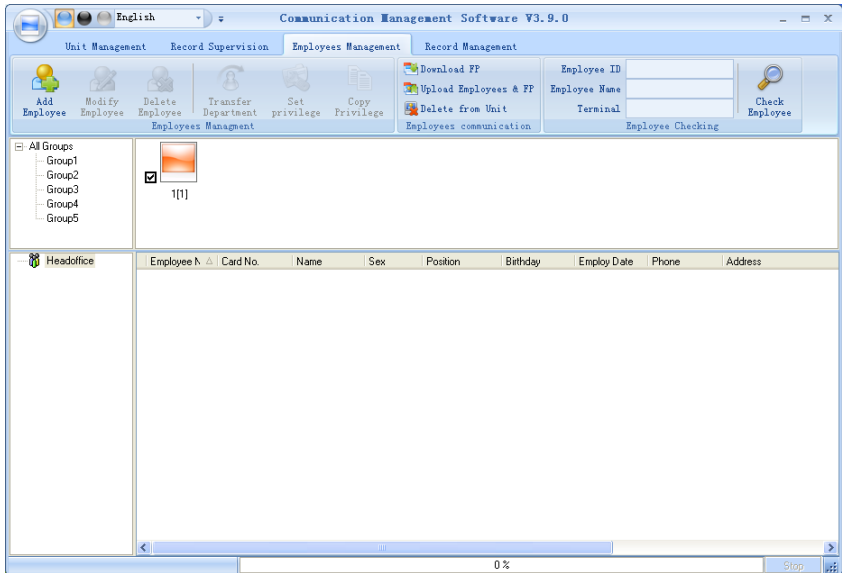 English
Communication Management Software V3.9.0
Unit Management Record Supervision Employees Management Record Management
Add Employee
Modify Employee
Delete Employee
Transfer Department
Set privilege
Copy Privilege
Employees Managment
Download FP
Upload Employees & FP
Delete from Unit
Employees communication
Employee ID
Employee Name
Terminal
Check Employee
Employee Checking
All Groups
Group1
Group2
Group3
Group4
Group5
1[1]
Headoffice
Employee N Card No. Name Sex Position Birthday Employ Date Phone Address
0 %
Stop